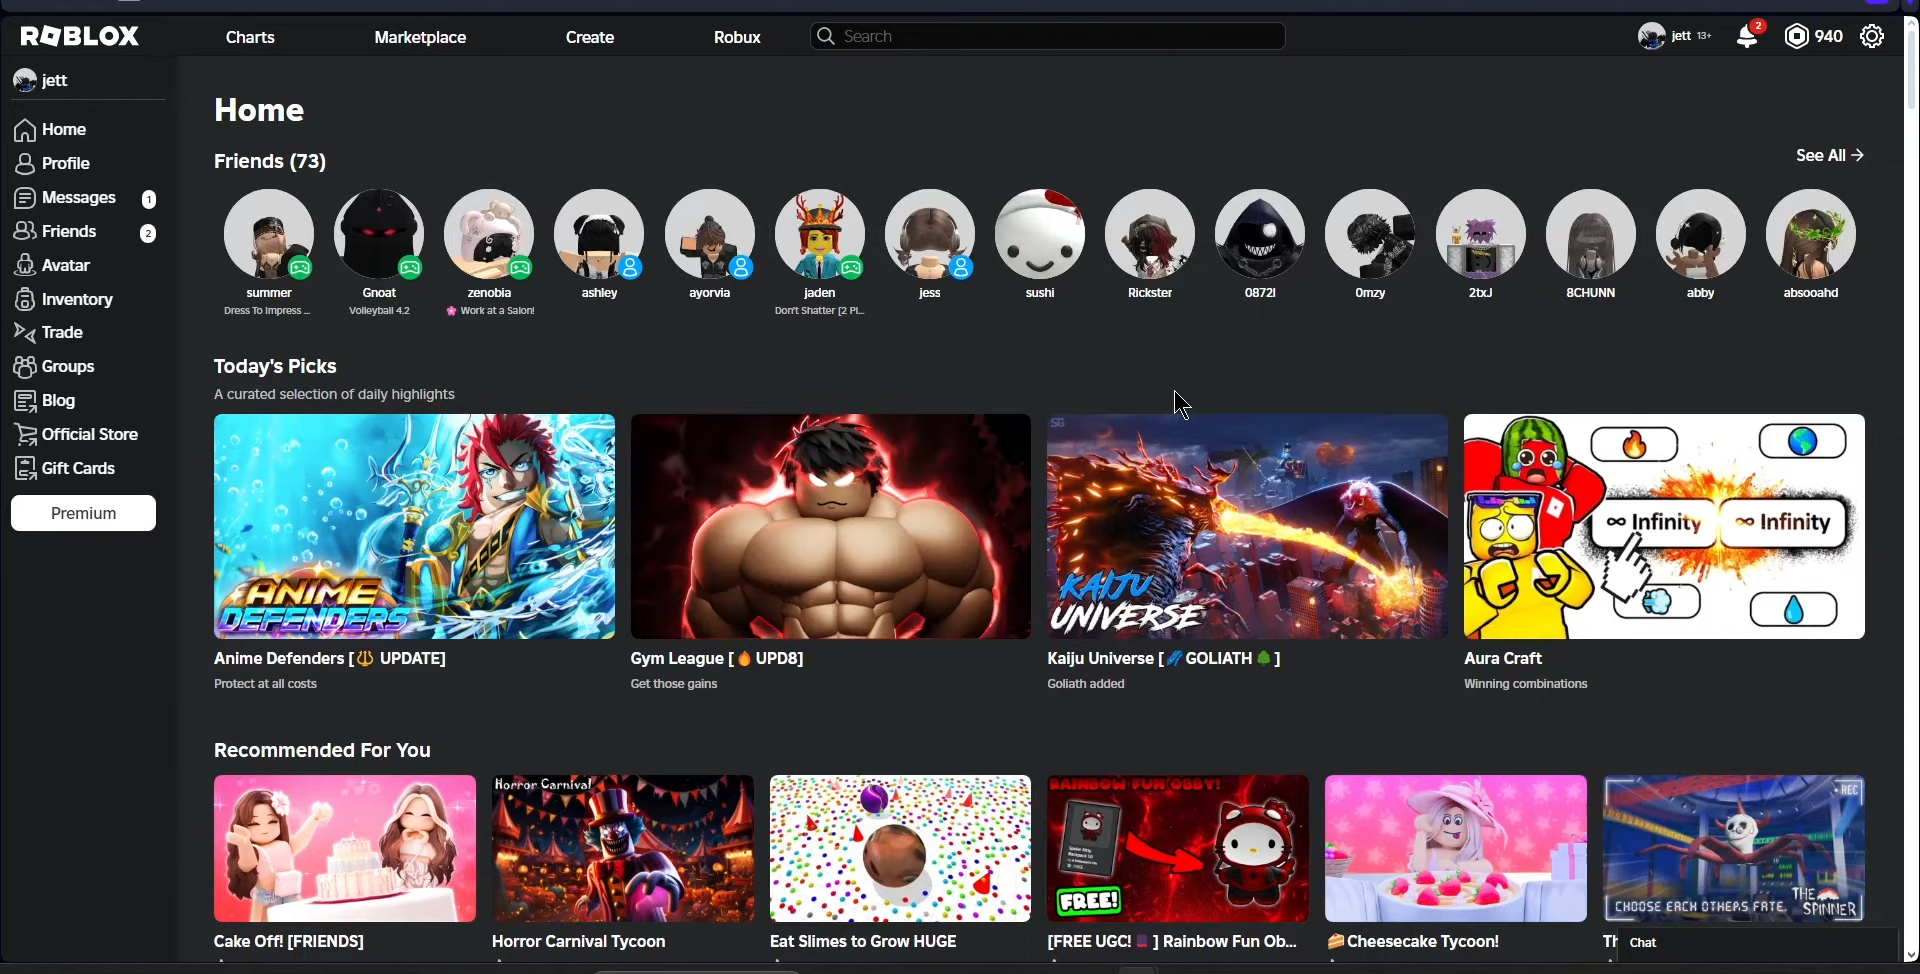 ROBLOX
Charts
Marketplace
Create
Robux
Search
jett 13+
2
940
jett
Home
Profile
Messages 1
Friends 2
Avatar
Inventory
Trade
Groups
Blog
Official Store
Gift Cards
Premium
Home
Friends (73)
See All →
summer
Dress To Impress ...
Gnoat
Volleyball 4.2
zenobia
🌸 Work at a Salon!
ashley
ayorvia
jaden
Don't Shatter [2 Pl...
jess
sushi
Rickster
0872l
0mzy
2txJ
8CHUNN
abby
absooahd
Today's Picks
A curated selection of daily highlights
ANIME
DEFENDERS
SG
KAIJU
UNIVERSE
∞ Infinity
∞ Infinity
Anime Defenders [🔱 UPDATE]
Protect at all costs
Gym League [🔥 UPD8]
Get those gains
Kaiju Universe [🌌 GOLIATH 🌳 ]
Goliath added
Aura Craft
Winning combinations
Recommended For You
Horror Carnival
RAINBOW FUN OBBY!
FREE!
REC
CHOOSE EACH OTHERS FATE.
THE
SPINNER
Cake Off! [FRIENDS]
Horror Carnival Tycoon
Eat Slimes to Grow HUGE
[FREE UGC! ] Rainbow Fun Ob...
🍰Cheesecake Tycoon!
Th
Chat